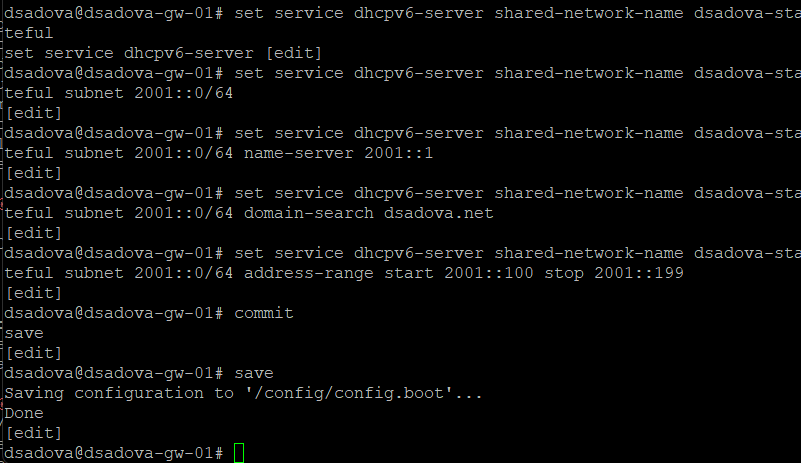 dsadova@dsadova-gw-01# set service dhcpv6-server shared-network-name dsadova-sta
teful
set service dhcpv6-server [edit]
dsadova@dsadova-gw-01# set service dhcpv6-server shared-network-name dsadova-sta
teful subnet 2001::0/64
[edit]
dsadova@dsadova-gw-01# set service dhcpv6-server shared-network-name dsadova-sta
teful subnet 2001::0/64 name-server 2001::1
[edit]
dsadova@dsadova-gw-01# set service dhcpv6-server shared-network-name dsadova-sta
teful subnet 2001::0/64 domain-search dsadova.net
[edit]
dsadova@dsadova-gw-01# set service dhcpv6-server shared-network-name dsadova-sta
teful subnet 2001::0/64 address-range start 2001::100 stop 2001::199
[edit]
dsadova@dsadova-gw-01# commit
save
[edit]
dsadova@dsadova-gw-01# save
Saving configuration to '/config/config.boot'...
Done
[edit]
dsadova@dsadova-gw-01#